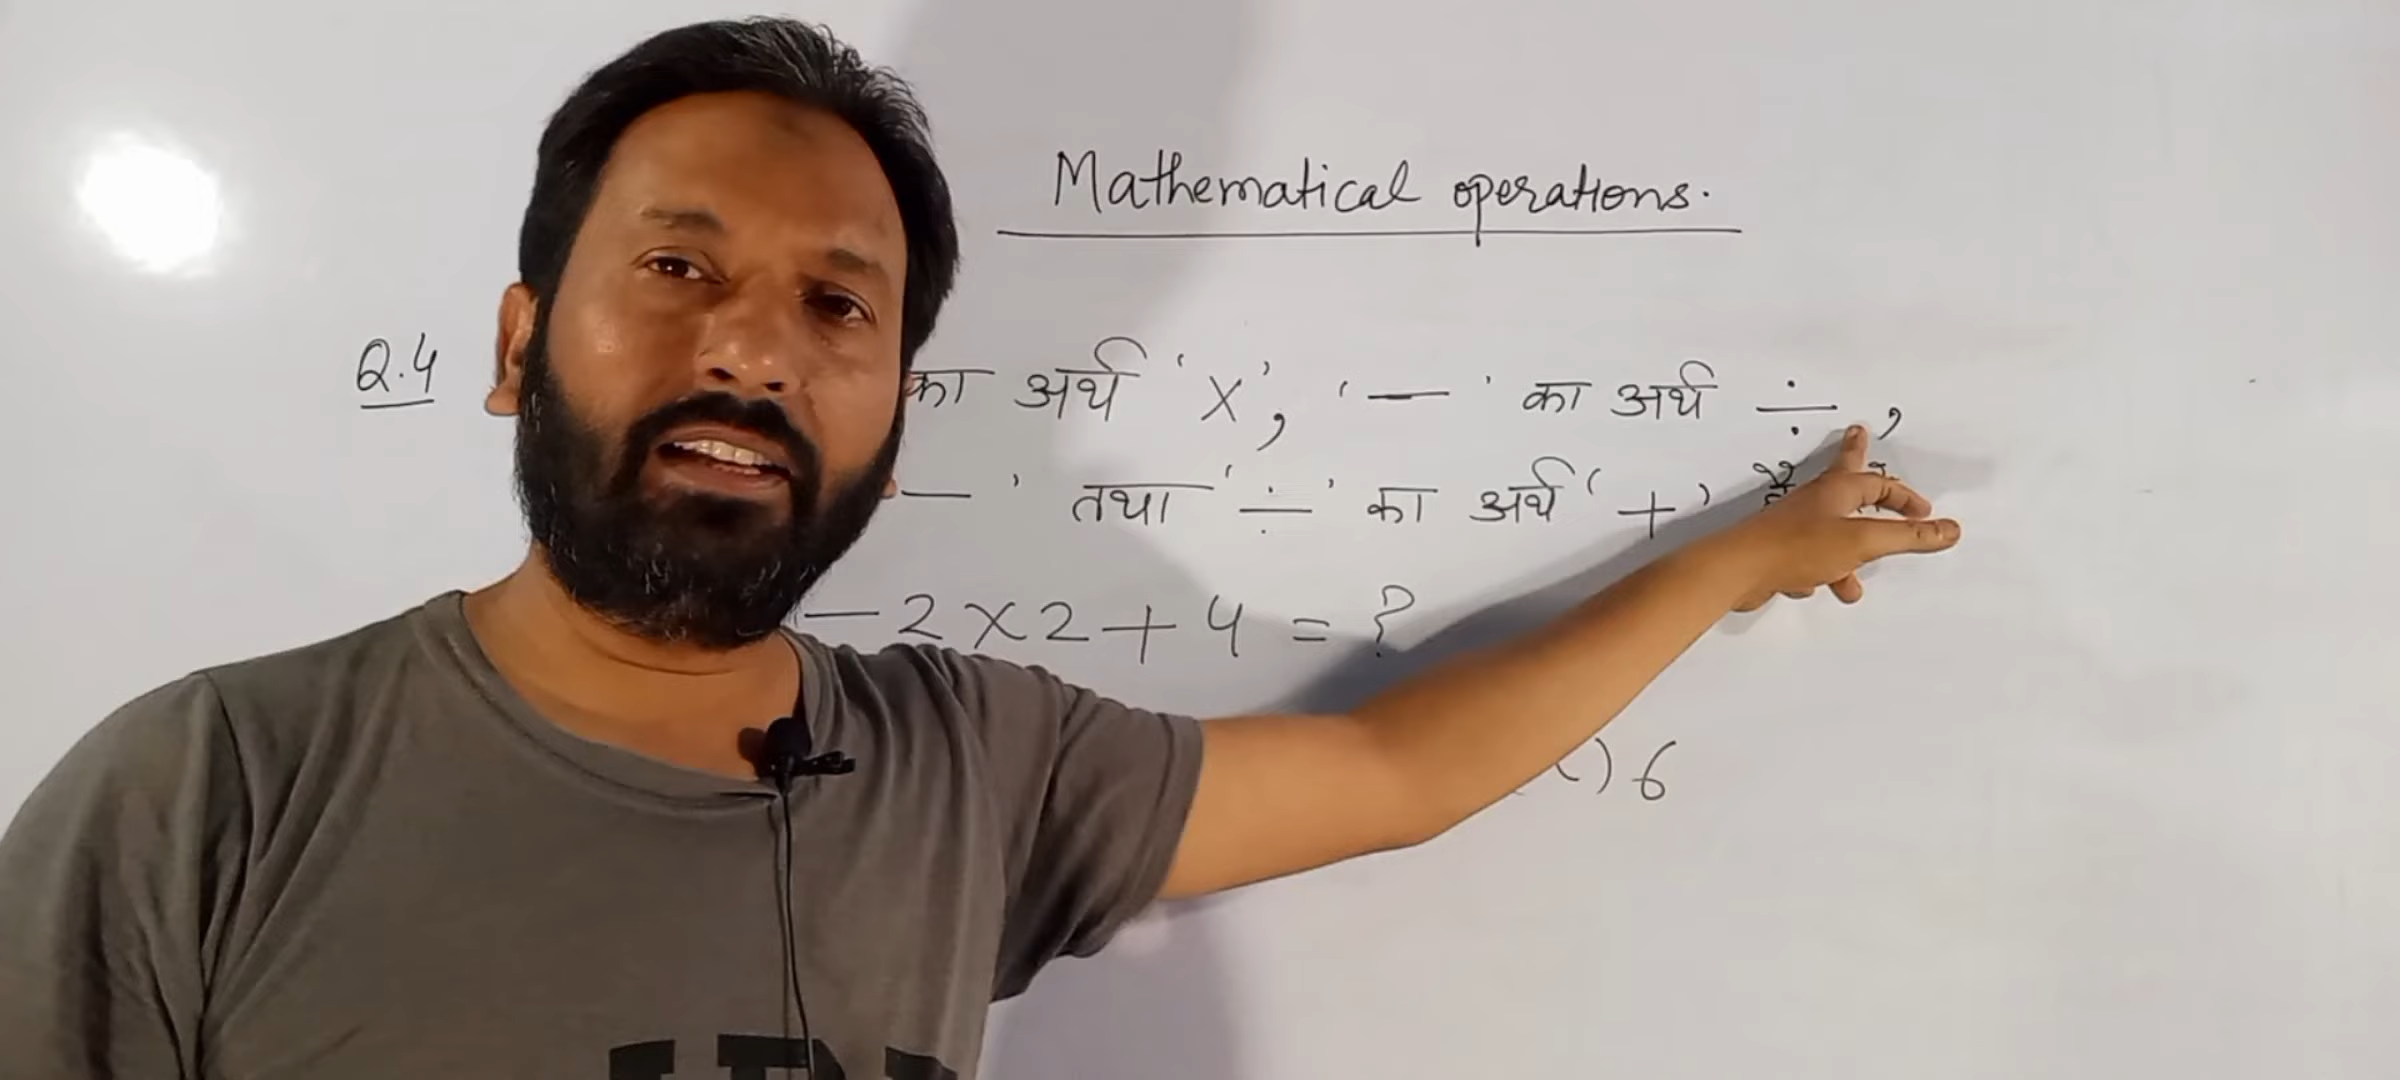 Mathematical operations.
Q.4 का अर्थ 'x', '—' का अर्थ ÷,
— ' तथा '÷' का अर्थ '+'
— 2 x 2 + 4 = ?
) 6